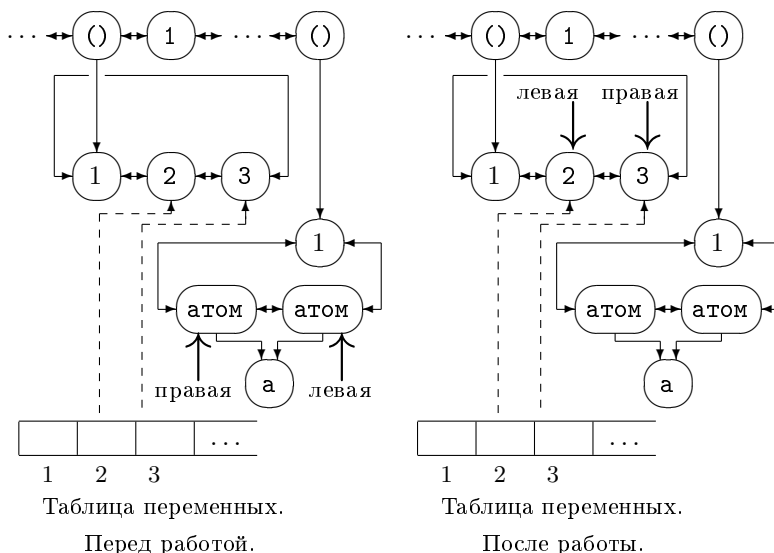 ... () 1 ... () ... () 1 ... ()
левая правая
1 2 3 1 2 3
1 1
атом атом атом атом
правая a левая a
... ...
1 2 3 1 2 3
Таблица переменных. Таблица переменных.
Перед работой. После работы.